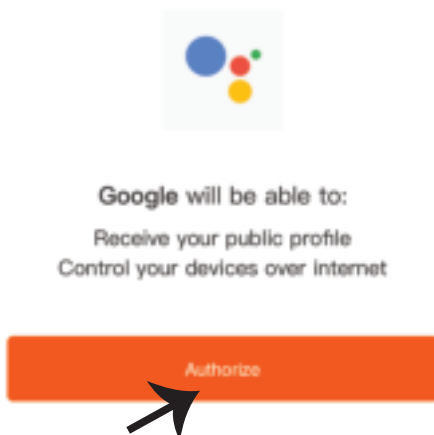 Google will be able to:
Receive your public profile
Control your devices over Internet
Authorize